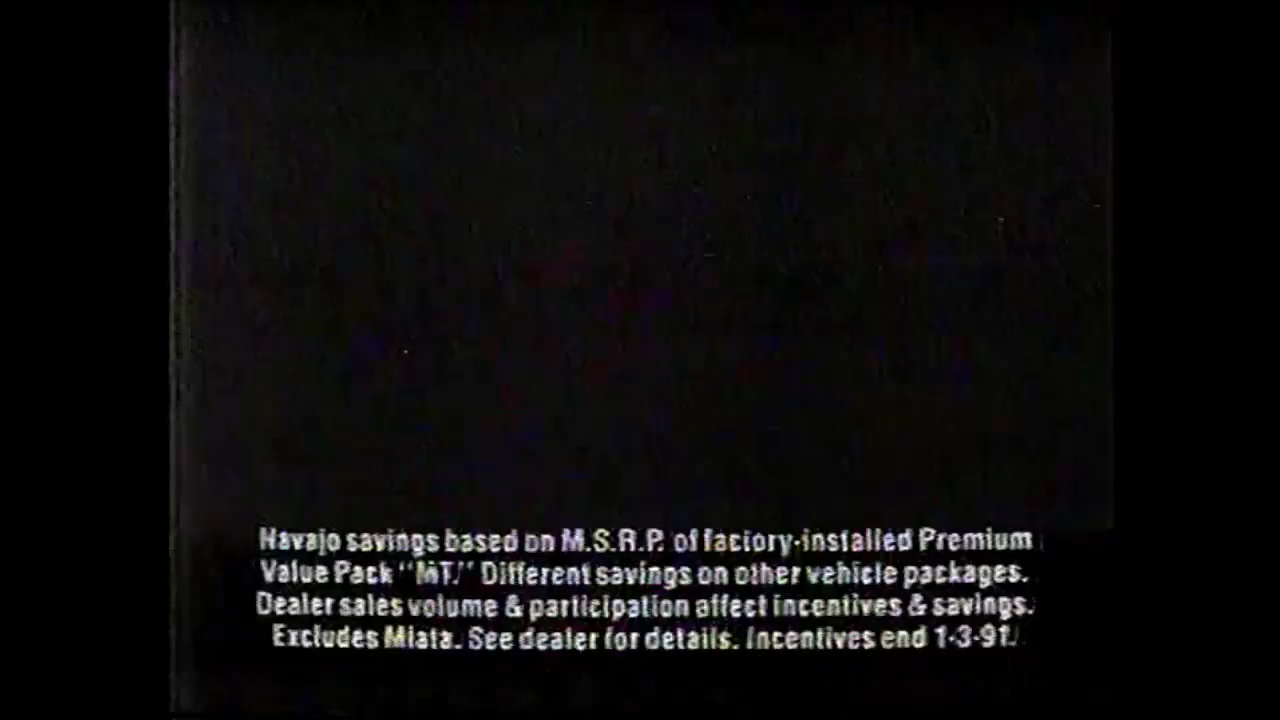 Navajo savings based on M.S.R.P. of factory-installed Premium
Value Pack "MT." Different savings on other vehicle packages.
Dealer sales volume & participation affect incentives & savings.
Excludes Miata. See dealer for details. Incentives end 1-3-91.